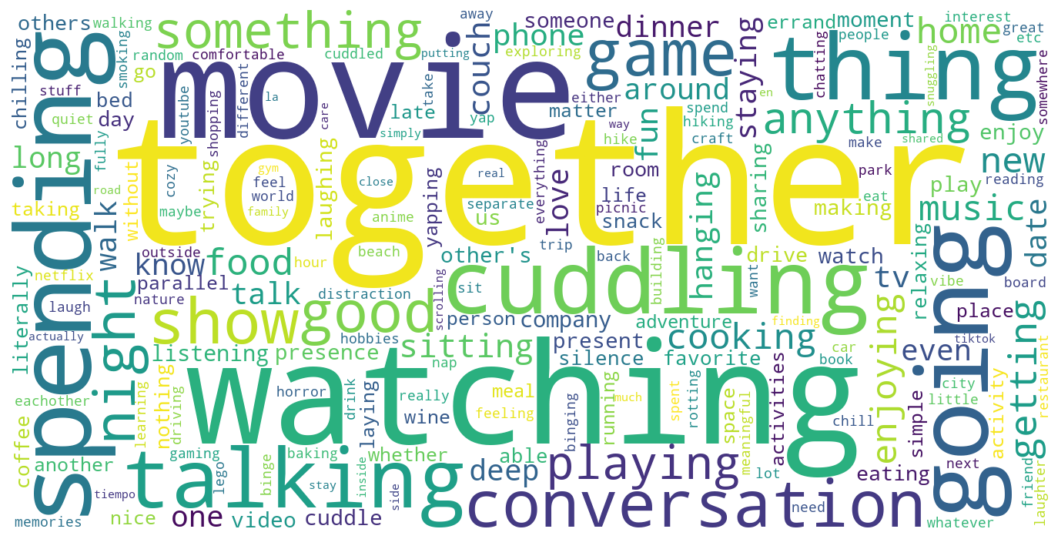 others
walking
something
phone
someone
dinner
errand
moment
interest
people
great
etc
home
away
putting
exploring
chilling
smoking
random
comfortable
cuddled
go
movie
couch
game
around
staying
thing
chatting
snuggling
somewhere
stuff
quiet
bed
day
youtube
shopping
different
la
care
late
take
simply
yap
either
matter
spend
hiking
craft
en
way
hike
fun
anything
make
shared
enjoy
spending
long
fully
road
cozy
together
trying
gym
feel
world
maybe
family
laughing
close
anime
beach
real
separate
yapping
us
everything
love
room
life
picnic
snack
sharing
making
park
eat
play
reading
new
music
taking
without
walk
outside
know
food
hour
other's
trip
back
hanging
drive
watch
tv
relaxing
vibe
date
board
literally
netflix
parallel
nature
talk
distraction
scrolling
sit
cuddling
building
want
finding
going
laugh
actually
night
show
good
hobbies
person
company
adventure
place
tiktok
listening
presence
sitting
nap
present
silence
favorite
cooking
car
book
enjoying
even
city
little
getting
restaurant
eachother
learning
nothing
driving
watching
horror
drink
laying
really
wine
meal
feeling
running
much
spent
rotting
space
meaningful
activities
chill
simple
activity
coffee
another
gaming
baking
whether
able
binging
lot
eating
next
friend
laughter
memories
tiempo
talking
lego
binge
stay
inside
side
deep
playing
nice
one
video
cuddle
conversation
need
whatever